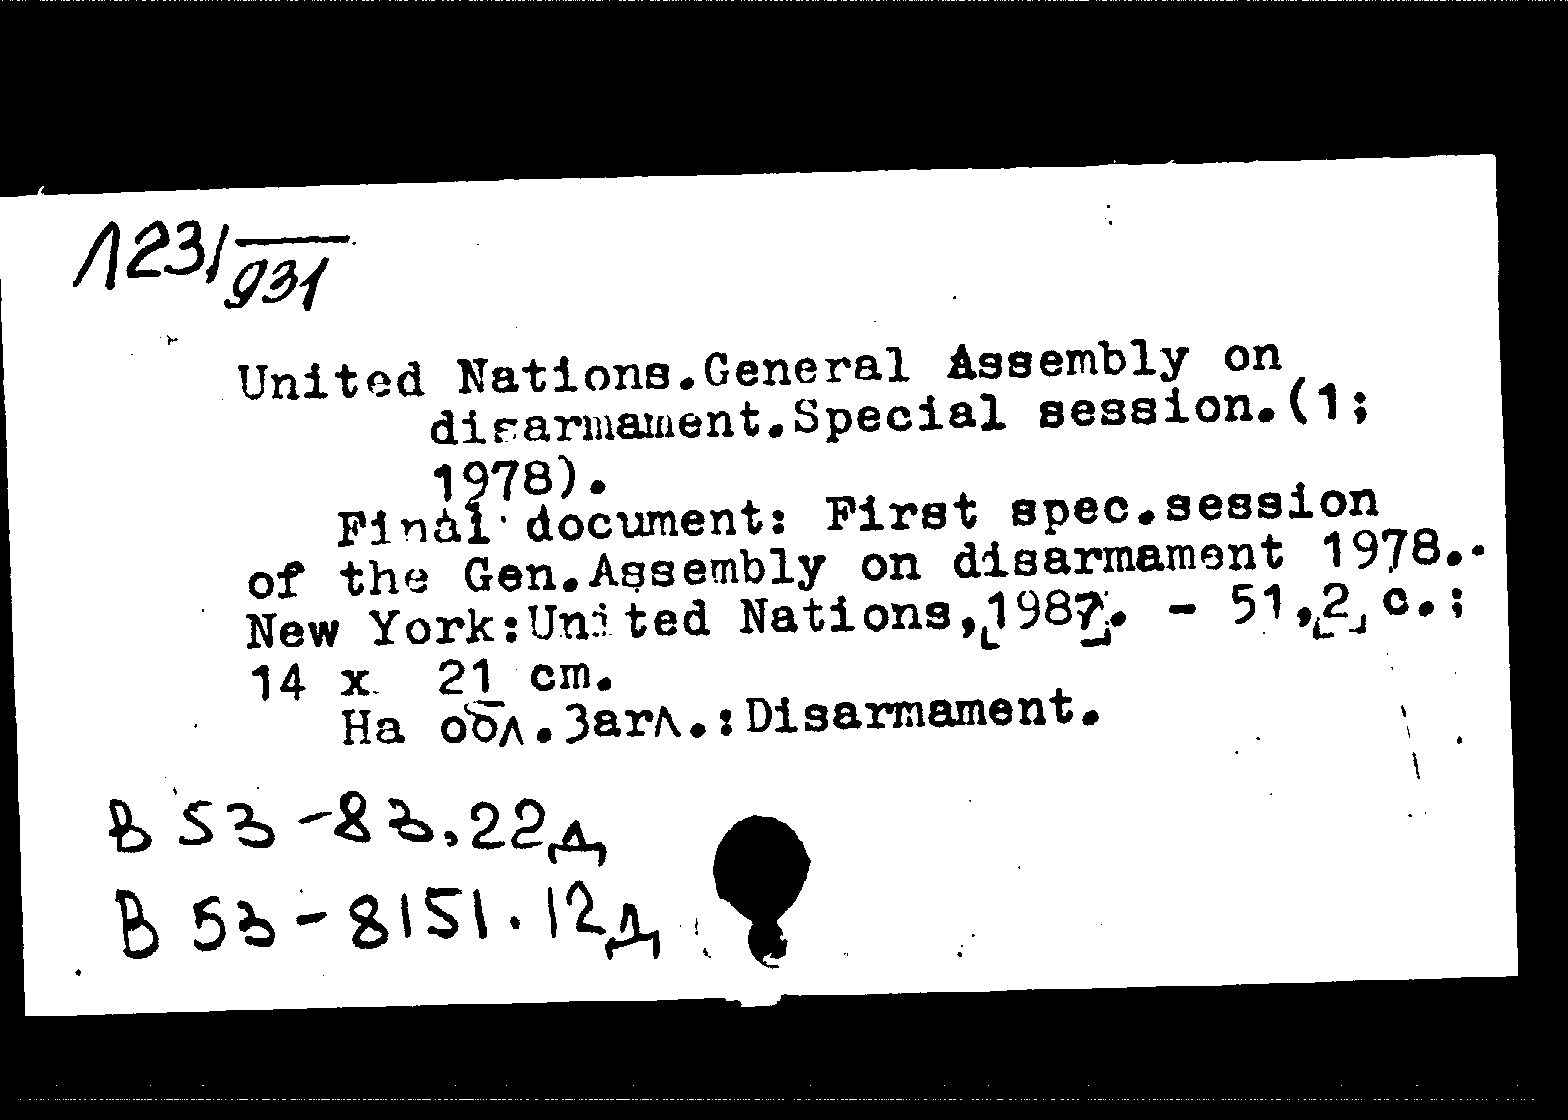 Л23/931
United Nations.General Assembly on
disarmament.Special session.(1;
1978).
Final document: First spec.session
of the Gen.Assembly on disarmament 1978.-
New York:United Nations,[198?]. - 51,[2] c.;
14 x 21 cm.
На обл.Загл.:Disarmament.
В 53-83.22д
В 53-8151.12д